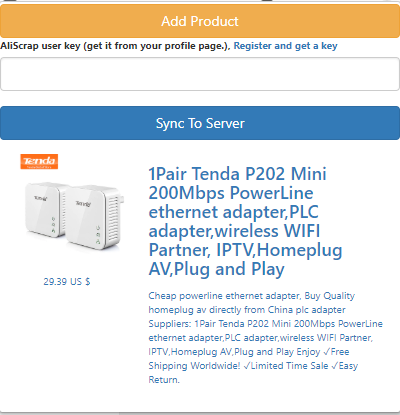 Add Product
AliScrap user key (get it from your profile page.), Register and get a key
Sync To Server
Tenda
1Pair Tenda P202 Mini
200Mbps PowerLine
ethernet adapter,PLC
adapter,wireless WIFI
Partner, IPTV,Homeplug
AV,Plug and Play
29.39 US $
Cheap powerline ethernet adapter, Buy Quality
homeplug av directly from China plc adapter
Suppliers: 1Pair Tenda P202 Mini 200Mbps PowerLine
ethernet adapter,PLC adapter,wireless WIFI Partner,
IPTV,Homeplug AV,Plug and Play Enjoy ✓Free
Shipping Worldwide! ✓Limited Time Sale ✓Easy
Return.